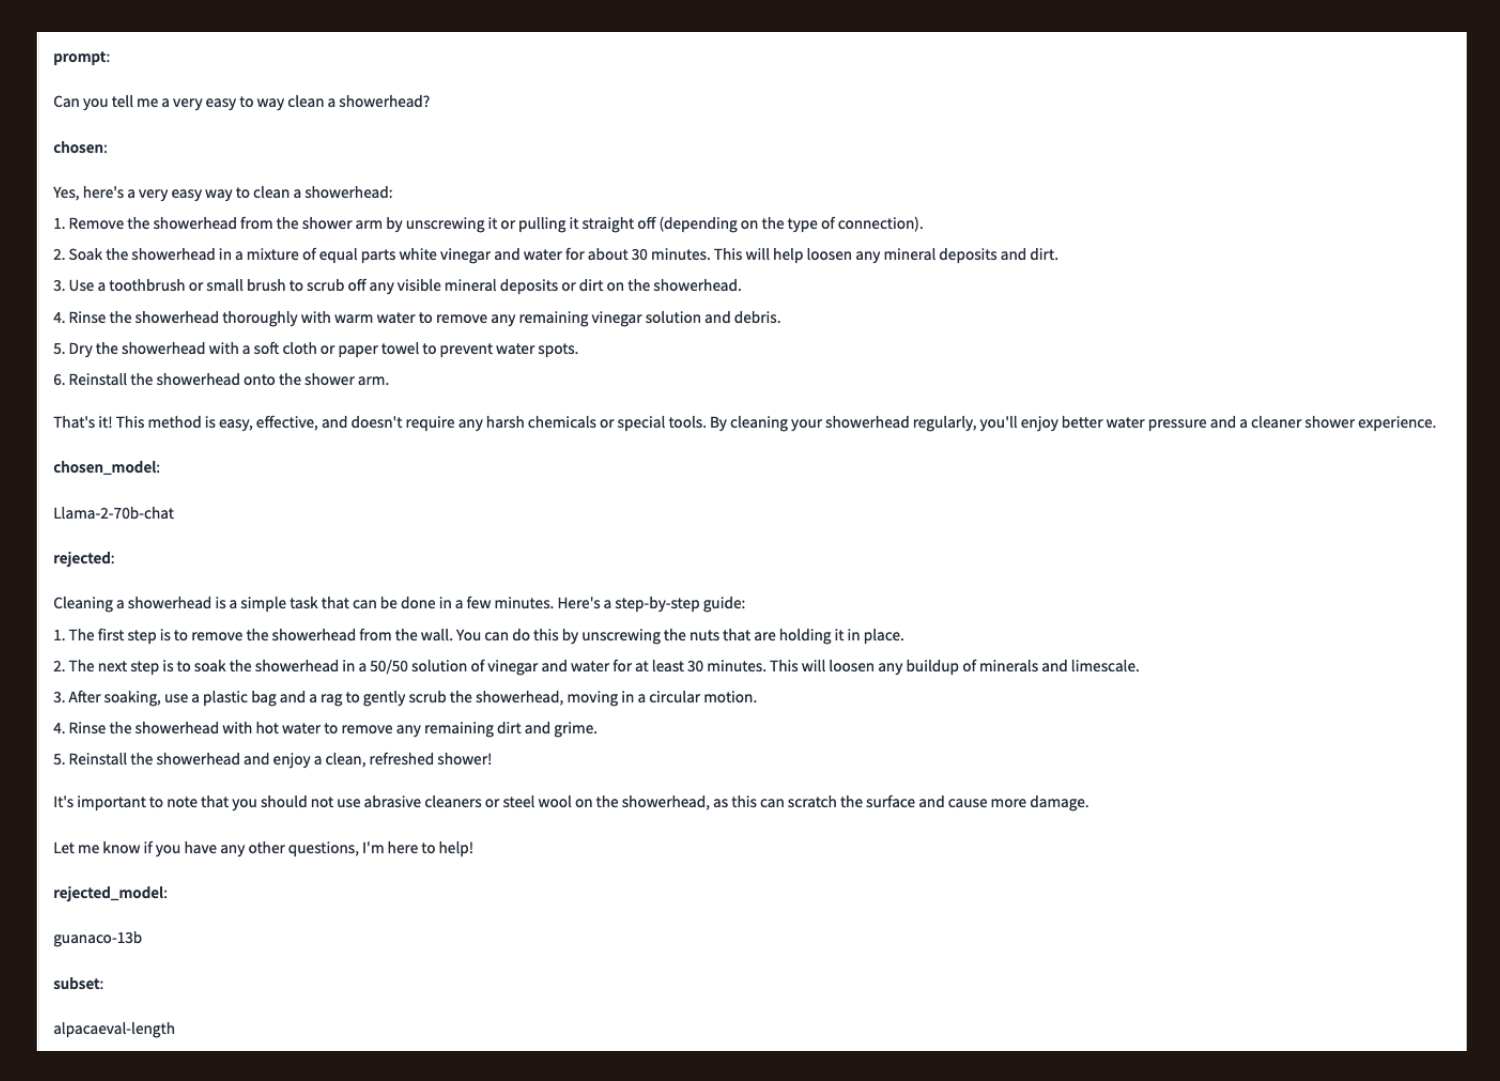 prompt:
Can you tell me a very easy to way clean a showerhead?
chosen:
Yes, here's a very easy way to clean a showerhead:
1. Remove the showerhead from the shower arm by unscrewing it or pulling it straight off (depending on the type of connection).
2. Soak the showerhead in a mixture of equal parts white vinegar and water for about 30 minutes. This will help loosen any mineral deposits and dirt.
3. Use a toothbrush or small brush to scrub off any visible mineral deposits or dirt on the showerhead.
4. Rinse the showerhead thoroughly with warm water to remove any remaining vinegar solution and debris.
5. Dry the showerhead with a soft cloth or paper towel to prevent water spots.
6. Reinstall the showerhead onto the shower arm.
That's it! This method is easy, effective, and doesn't require any harsh chemicals or special tools. By cleaning your showerhead regularly, you'll enjoy better water pressure and a cleaner shower experience.
chosen_model:
Llama-2-70b-chat
rejected:
Cleaning a showerhead is a simple task that can be done in a few minutes. Here's a step-by-step guide:
1. The first step is to remove the showerhead from the wall. You can do this by unscrewing the nuts that are holding it in place.
2. The next step is to soak the showerhead in a 50/50 solution of vinegar and water for at least 30 minutes. This will loosen any buildup of minerals and limescale.
3. After soaking, use a plastic bag and a rag to gently scrub the showerhead, moving in a circular motion.
4. Rinse the showerhead with hot water to remove any remaining dirt and grime.
5. Reinstall the showerhead and enjoy a clean, refreshed shower!
It's important to note that you should not use abrasive cleaners or steel wool on the showerhead, as this can scratch the surface and cause more damage.
Let me know if you have any other questions, I'm here to help!
rejected_model:
guanaco-13b
subset:
alpacaeval-length